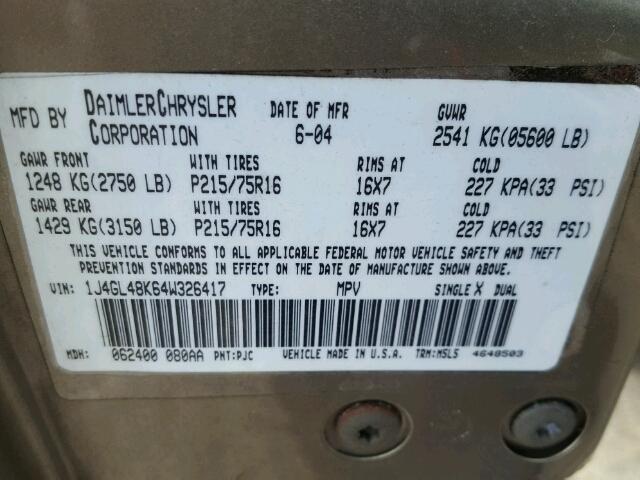 MFD BY DAIMLERCHRYSLER CORPORATION DATE OF MFR 6-04 GVWR 2541 KG(05600 LB)
GAWR FRONT WITH TIRES RIMS AT COLD
1248 KG(2750 LB) P215/75R16 16X7 227 KPA(33 PSI)
GAWR REAR WITH TIRES RIMS AT COLD
1429 KG(3150 LB) P215/75R16 16X7 227 KPA(33 PSI)
THIS VEHICLE CONFORMS TO ALL APPLICABLE FEDERAL MOTOR VEHICLE SAFETY AND THEFT
PREVENTION STANDARDS IN EFFECT ON THE DATE OF MANUFACTURE SHOWN ABOVE.
VIN: 1J4GL48K64W326417 TYPE: MPV SINGLE X DUAL
MDH: 062400 080AA PNT:PJC VEHICLE MADE IN U.S.A. TRM:MSL5 4648503